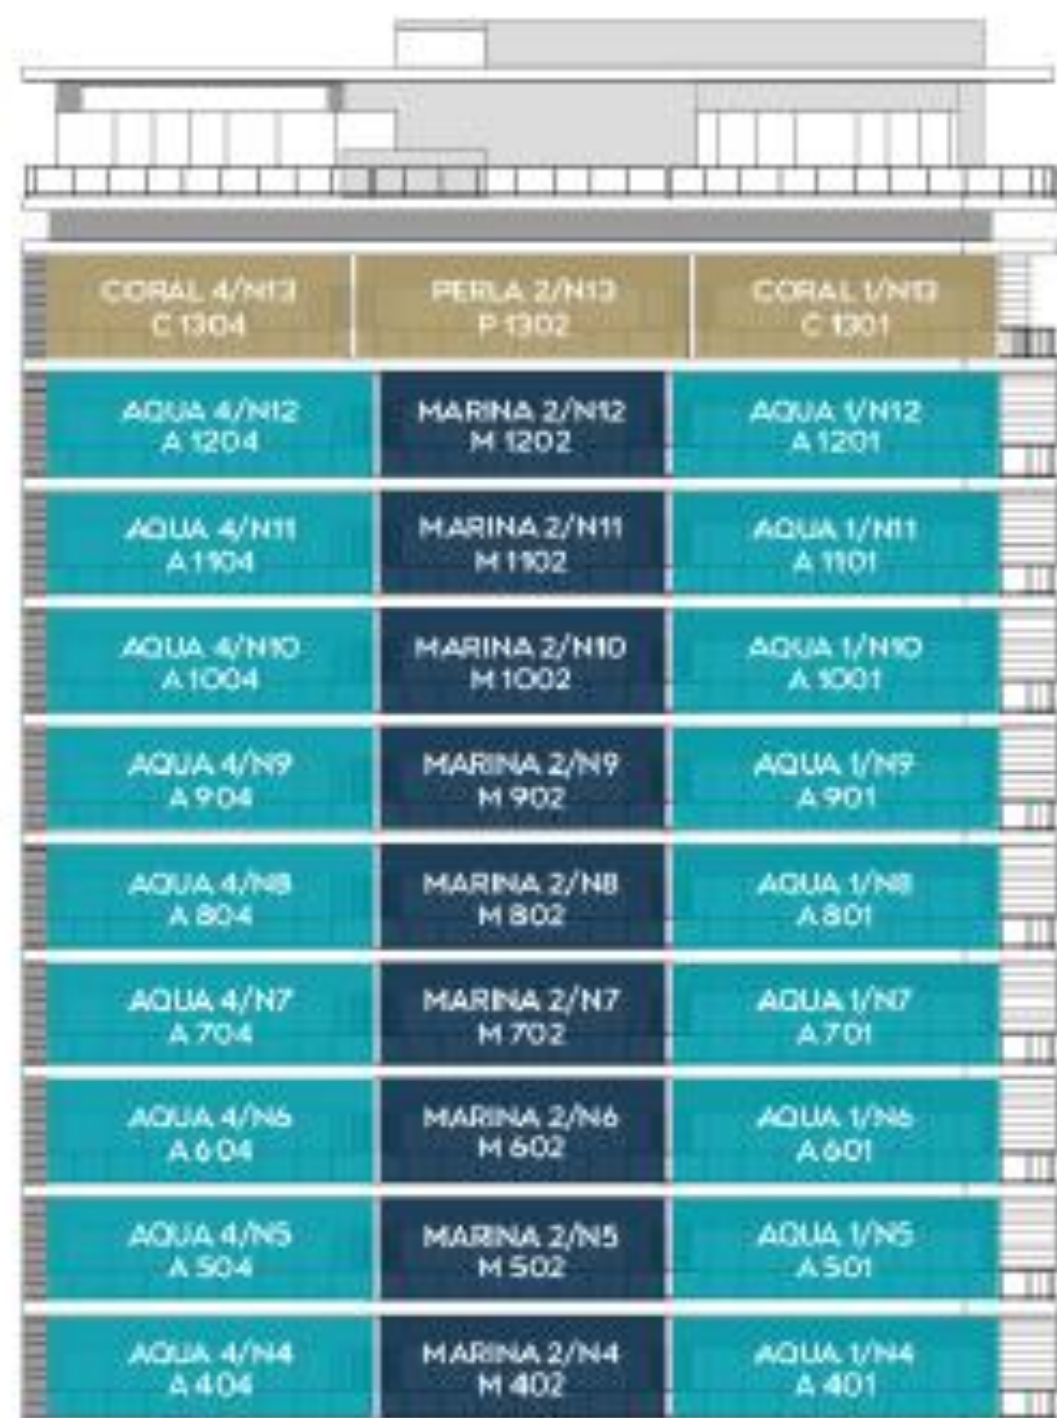 CORAL 4/N13
C 1304
PERLA 2/N13
P 1302
CORAL 1/N13
C 1301
AQUA 4/N12
A 1204
MARINA 2/N12
M 1202
AQUA 1/N12
A 1201
AQUA 4/N11
A 1104
MARINA 2/N11
M 1102
AQUA 1/N11
A 1101
AQUA 4/N10
A 1004
MARINA 2/N10
M 1002
AQUA 1/N10
A 1001
AQUA 4/N9
A 904
MARINA 2/N9
M 902
AQUA 1/N9
A 901
AQUA 4/N8
A 804
MARINA 2/N8
M 802
AQUA 1/N8
A 801
AQUA 4/N7
A 704
MARINA 2/N7
M 702
AQUA 1/N7
A 701
AQUA 4/N6
A 604
MARINA 2/N6
M 602
AQUA 1/N6
A 601
AQUA 4/N5
A 504
MARINA 2/N5
M 502
AQUA 1/N5
A 501
AQUA 4/N4
A 404
MARINA 2/N4
M 402
AQUA 1/N4
A 401